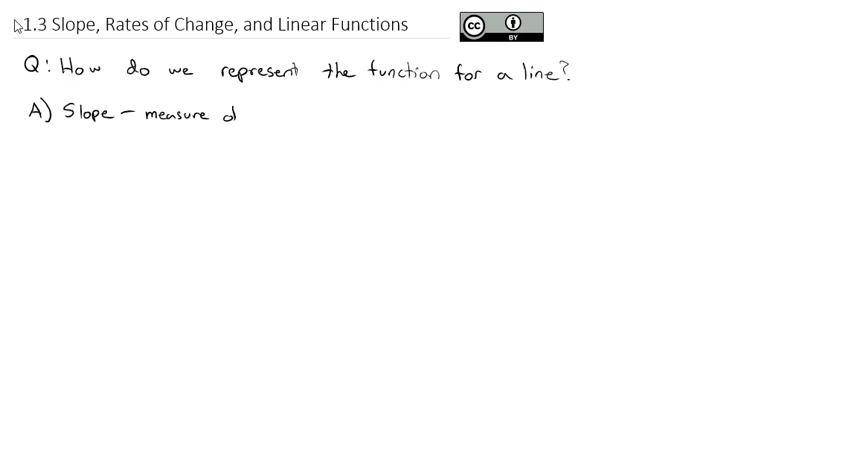 1.3 Slope, Rates of Change, and Linear Functions
cc BY
Q: How do we represent the function for a line?
A) Slope – measure o